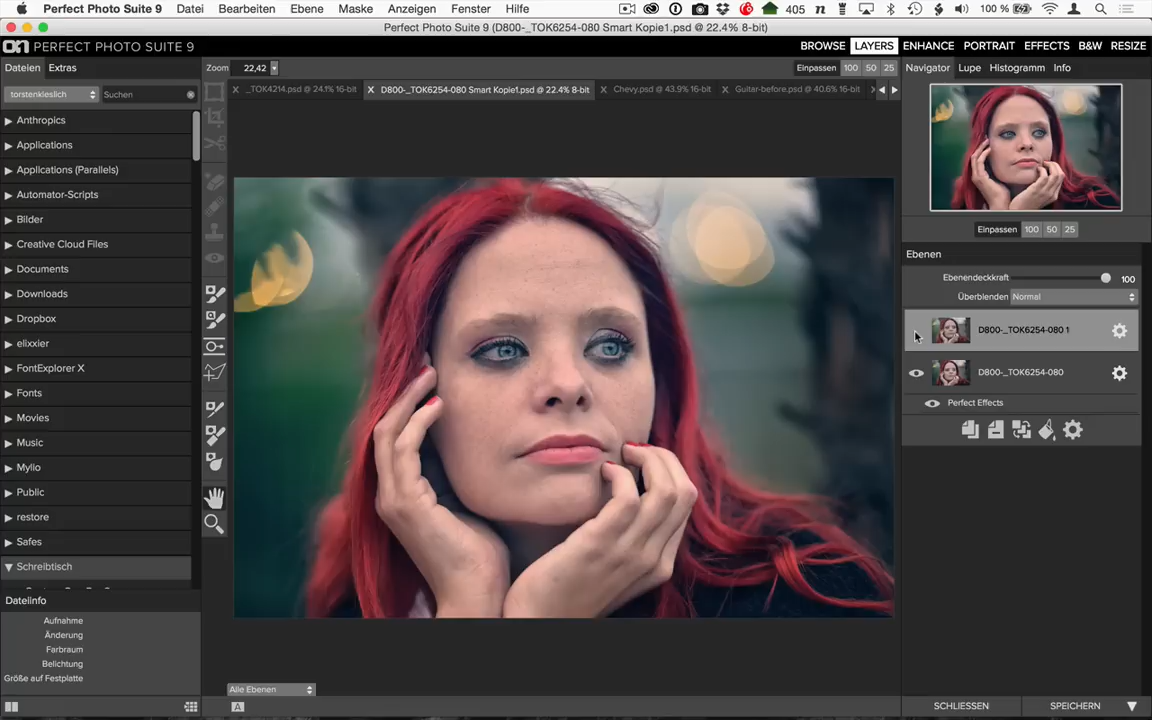 Perfect Photo Suite 9 Datei Bearbeiten Ebene Maske Anzeigen Fenster Hilfe 405 100 %
PERFECT PHOTO SUITE 9 (D800-_TOK6254-080 Smart Kopie1.psd @ 22.4% 8-bit)
on PERFECT PHOTO SUITE 9 BROWSE LAYERS ENHANCE PORTRAIT EFFECTS B&W RESIZE
Dateien Extras Zoom 22,42 Einpassen 100 50 25 Navigator Lupe Histogramm Info
torstenkieslich Suchen _TOK4214.psd @ 24.1% 16-bit D800-_TOK6254-080 Smart Kopie1.psd @ 22.4% 8-bit Chevy.psd @ 43.9% 16-bit Guitar-before.psd @ 40.6% 16-bit
Anthropics
Applications
Applications (Parallels)
Automator-Scripts
Bilder
Creative Cloud Files
Documents
Downloads
Dropbox
elixxier
FontExplorer X
Fonts
Movies
Music
Mylio
Public
restore
Safes
Schreibtisch
Einpassen 100 50 25
Ebenen
Ebenendeckkraft 100
Überblenden Normal
D800-_TOK6254-080 1
D800-_TOK6254-080
Perfect Effects
Dateiinfo
Aufnahme
Änderung
Farbraum
Belichtung
Größe auf Festplatte
Alle Ebenen
A
SCHLIESSEN SPEICHERN